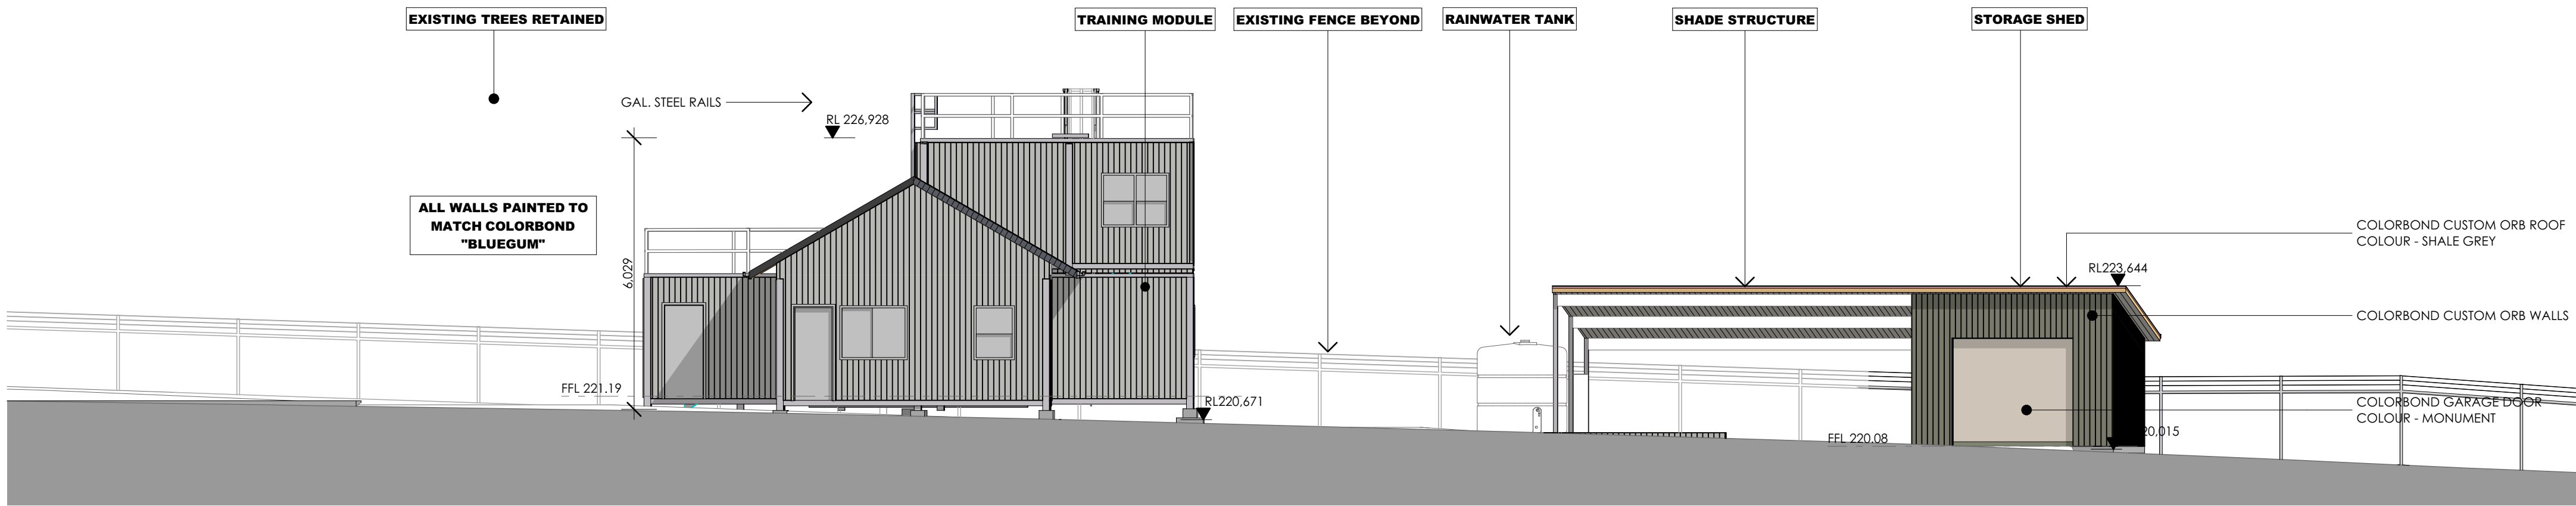 EXISTING TREES RETAINED
TRAINING MODULE
EXISTING FENCE BEYOND
RAINWATER TANK
SHADE STRUCTURE
STORAGE SHED
GAL. STEEL RAILS
RL 226,928
ALL WALLS PAINTED TO
MATCH COLORBOND
"BLUEGUM"
6,029
COLORBOND CUSTOM ORB ROOF
COLOUR - SHALE GREY
RL223,644
COLORBOND CUSTOM ORB WALLS
FFL 221.19
RL220,671
COLORBOND GARAGE DOOR
COLOUR - MONUMENT
FFL 220.08
20,015